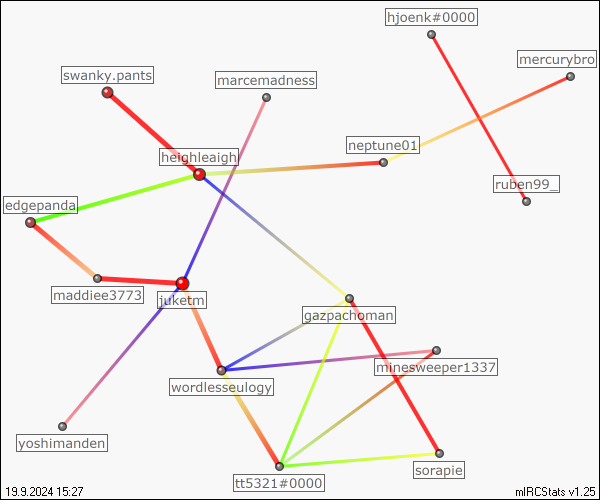 hjoenk#0000
mercurybro
swanky.pants
marcemadness
neptune01
heighleaigh
ruben99_
edgepanda
maddiee3773
juketm
gazpachoman
minesweeper1337
wordlesseulogy
yoshimanden
sorapie
tt5321#0000
19.9.2024 15:27
mIRCStats v1.25